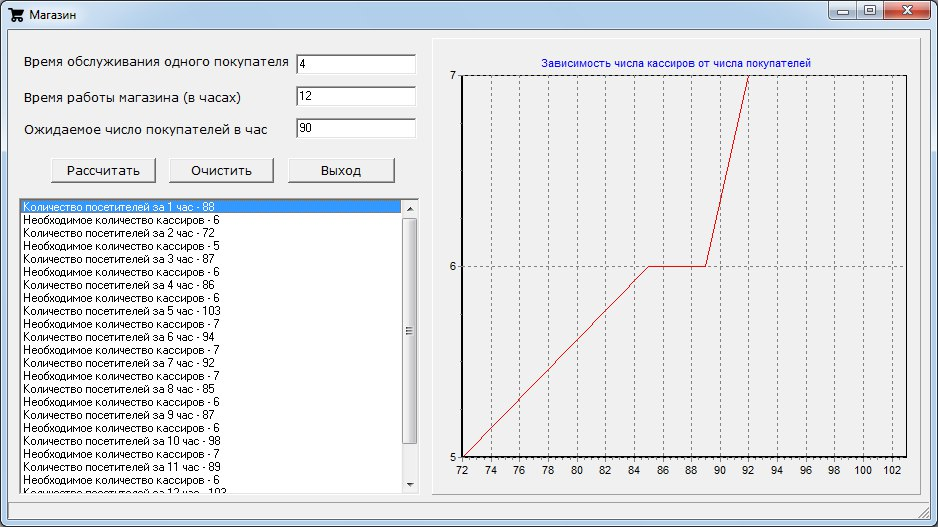 Магазин
Время обслуживания одного покупателя 4
Время работы магазина (в часах) 12
Ожидаемое число покупателей в час 90
Рассчитать Очистить Выход
Количество посетителей за 1 час - 88
Необходимое количество кассиров - 6
Количество посетителей за 2 час - 72
Необходимое количество кассиров - 5
Количество посетителей за 3 час - 87
Необходимое количество кассиров - 6
Количество посетителей за 4 час - 86
Необходимое количество кассиров - 6
Количество посетителей за 5 час - 103
Необходимое количество кассиров - 7
Количество посетителей за 6 час - 94
Необходимое количество кассиров - 7
Количество посетителей за 7 час - 92
Необходимое количество кассиров - 7
Количество посетителей за 8 час - 85
Необходимое количество кассиров - 6
Количество посетителей за 9 час - 87
Необходимое количество кассиров - 6
Количество посетителей за 10 час - 98
Необходимое количество кассиров - 7
Количество посетителей за 11 час - 89
Необходимое количество кассиров - 6
Количество посетителей за 12 час - 103
Зависимость числа кассиров от числа покупателей
7
6
5
72 74 76 78 80 82 84 86 88 90 92 94 96 98 100 102